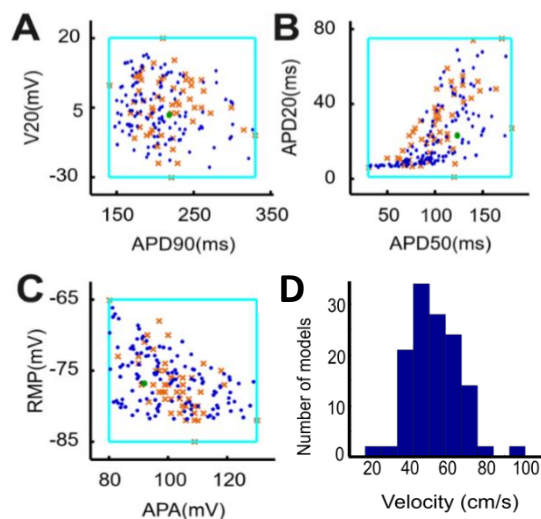 A
V20(mV)
20
5
-30
150
250
350
APD90(ms)
B
APD20(ms)
80
40
0
50
100
150
APD50(ms)
C
RMP(mV)
-65
-75
-85
80
100
120
APA(mV)
D
Number of models
30
20
10
0
20
40
60
80
100
Velocity (cm/s)